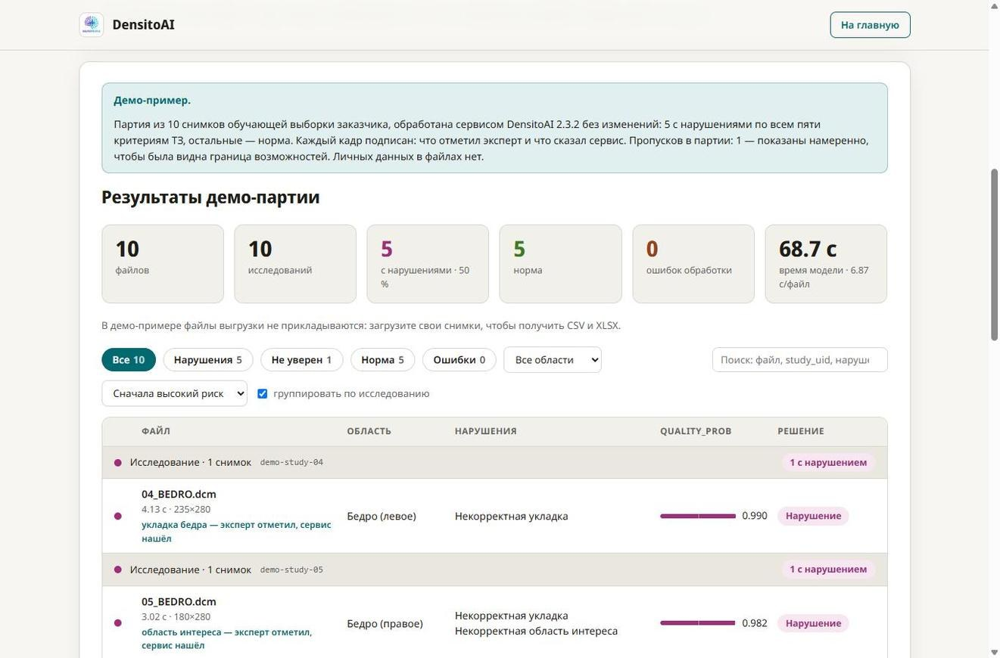 DensitoAI
На главную
Демо-пример.
Партия из 10 снимков обучающей выборки заказчика, обработана сервисом DensitoAI 2.3.2 без изменений: 5 с нарушениями по всем пяти
критериям ТЗ, остальные — норма. Каждый кадр подписан: что отметил эксперт и что сказал сервис. Пропусков в партии: 1 — показаны намеренно,
чтобы была видна граница возможностей. Личных данных в файлах нет.
Результаты демо-партии
10
файлов
10
исследований
5
с нарушениями · 50
%
5
норма
0
ошибок обработки
68.7 с
время модели · 6.87
с/файл
В демо-примере файлы выгрузки не прикладываются: загрузите свои снимки, чтобы получить CSV и XLSX.
Все 10
Нарушения 5
Не уверен 1
Норма 5
Ошибки 0
Все области
Поиск: файл, study_uid, наруше
Сначала высокий риск
группировать по исследованию
ФАЙЛ ОБЛАСТЬ НАРУШЕНИЯ QUALITY_PROB РЕШЕНИЕ
Исследование · 1 снимок demo-study-04 1 с нарушением
04_BEDRO.dcm
4.13 с · 235×280
укладка бедра — эксперт отметил, сервис
нашёл
Бедро (левое)
Некорректная укладка
0.990
Нарушение
Исследование · 1 снимок demo-study-05 1 с нарушением
05_BEDRO.dcm
3.02 с · 180×280
область интереса — эксперт отметил,
сервис нашёл
Бедро (правое)
Некорректная укладка
Некорректная область интереса
0.982
Нарушение